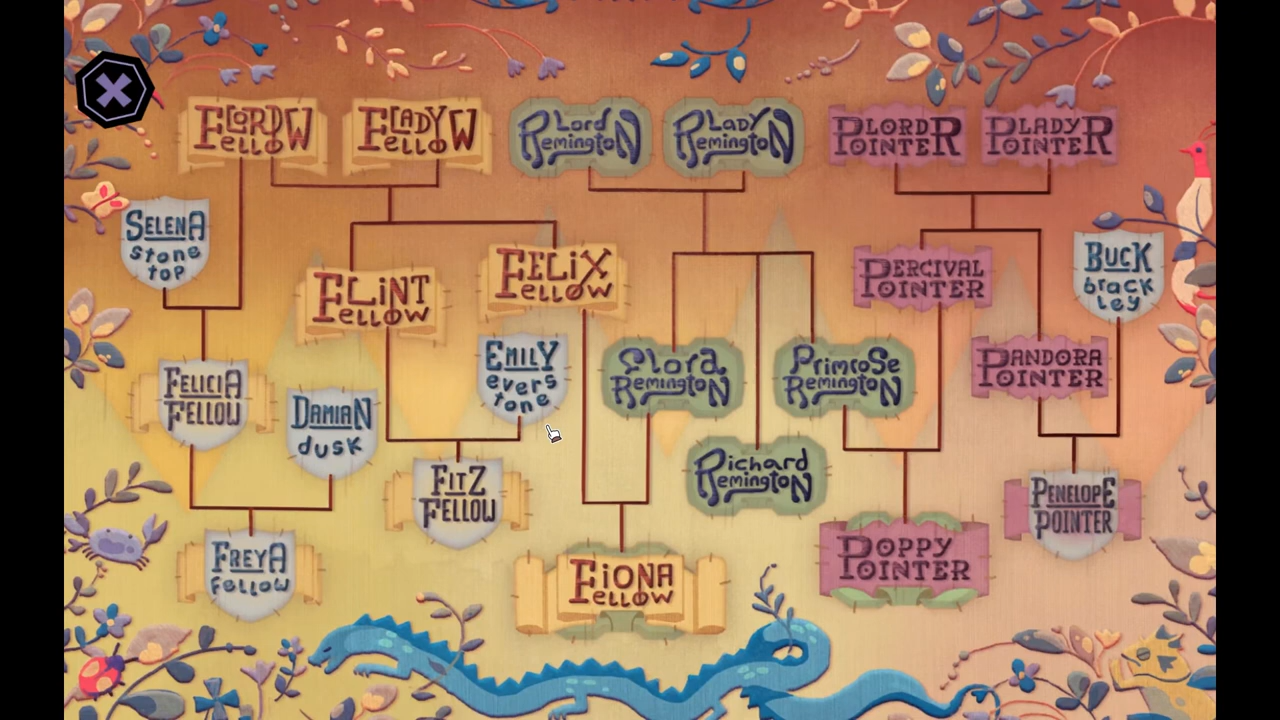 Lord
Fellow
Lady
Fellow
Lord
Remington
Lady
Remington
Lord
Pointer
Lady
Pointer
Selena
stone
top
Flint
Fellow
Felix
Fellow
Percival
Pointer
Buck
brack
ley
Felicia
Fellow
Damian
dusk
Emily
evers
tone
Flora
Remington
Primrose
Remington
Pandora
Pointer
Fitz
Fellow
Richard
Remington
Penelope
Pointer
Freya
Fellow
Fiona
Fellow
Poppy
Pointer